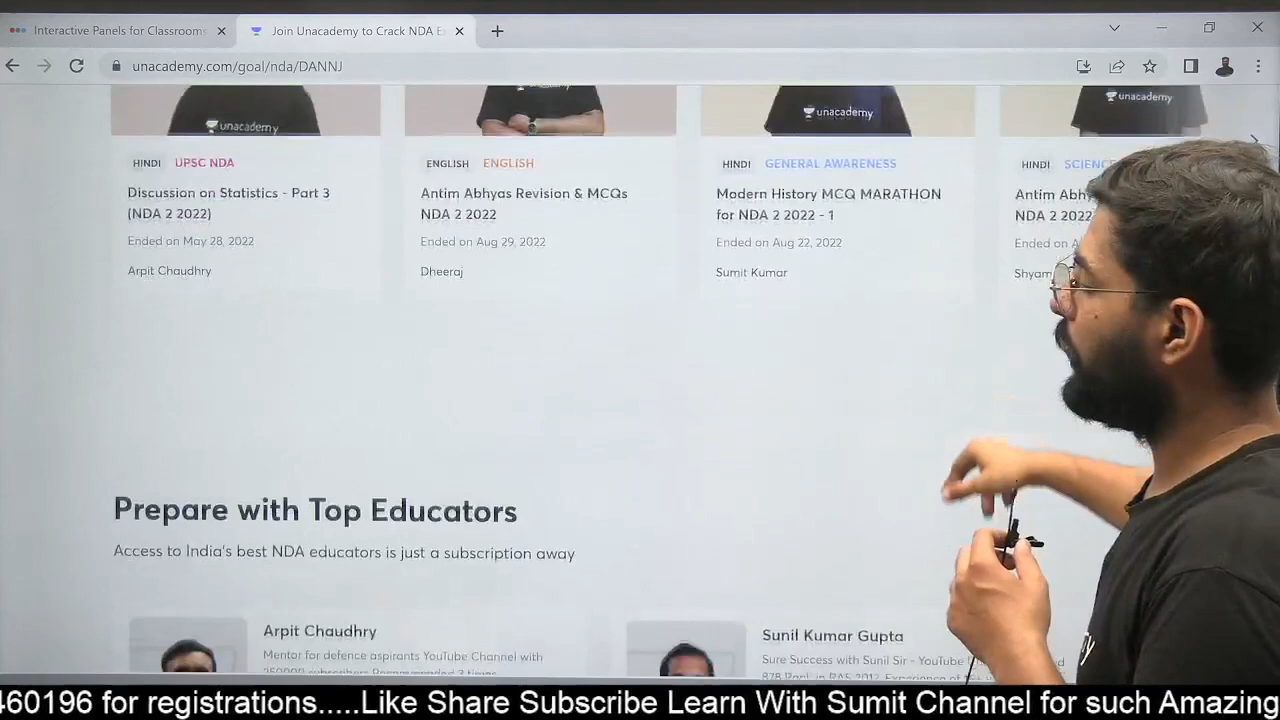 Interactive Panels for Classrooms
Join Unacademy to Crack NDA E
unacademy.com/goal/nda/DANNJ
unacademy
unacademy
unacademy
HINDI UPSC NDA
Discussion on Statistics - Part 3
(NDA 2 2022)
Ended on May 28, 2022
Arpit Chaudhry
ENGLISH ENGLISH
Antim Abhyas Revision & MCQs
NDA 2 2022
Ended on Aug 29, 2022
Dheeraj
HINDI GENERAL AWARENESS
Modern History MCQ MARATHON
for NDA 2 2022 - 1
Ended on Aug 22, 2022
Sumit Kumar
HINDI SCIENC
Antim Abhy
NDA 2 2022
Ended on A
Shyam
Prepare with Top Educators
Access to India's best NDA educators is just a subscription away
Arpit Chaudhry
Mentor for defence aspirants YouTube Channel with
Sunil Kumar Gupta
Sure Success with Sunil Sir - YouTube
460196 for registrations.....Like Share Subscribe Learn With Sumit Channel for such Amazing